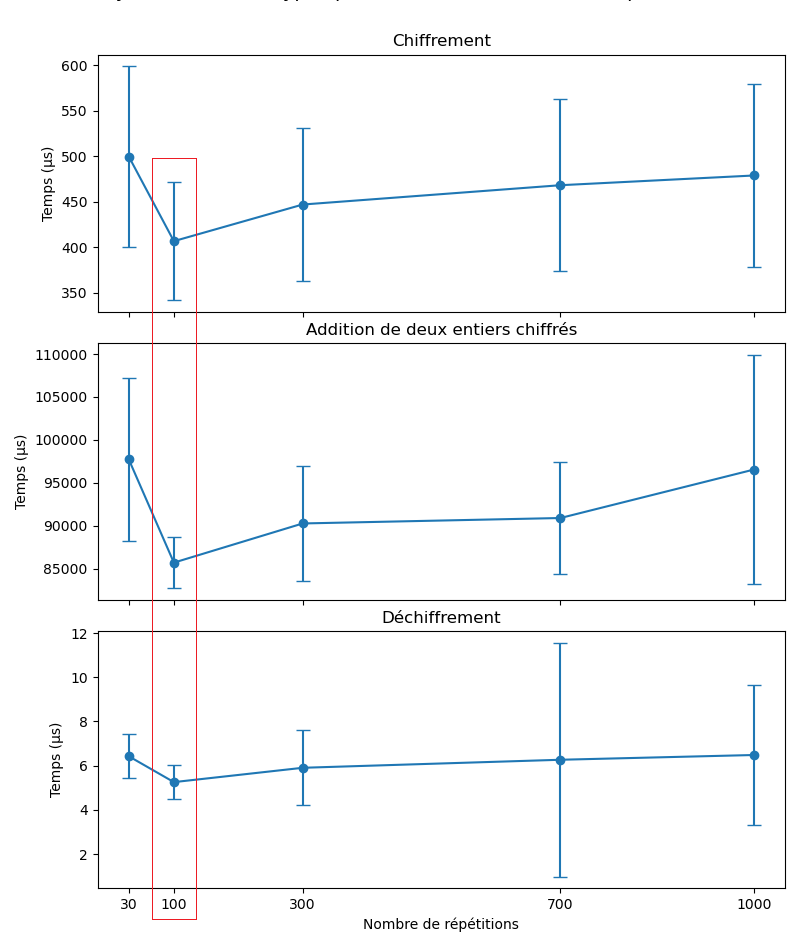 Chiffrement
600
550
500
450
400
350
Temps (µs)
Addition de deux entiers chiffrés
110000
105000
100000
95000
90000
85000
Temps (µs)
Déchiffrement
12
10
8
6
4
2
Temps (µs)
30 100 300 700 1000
Nombre de répétitions